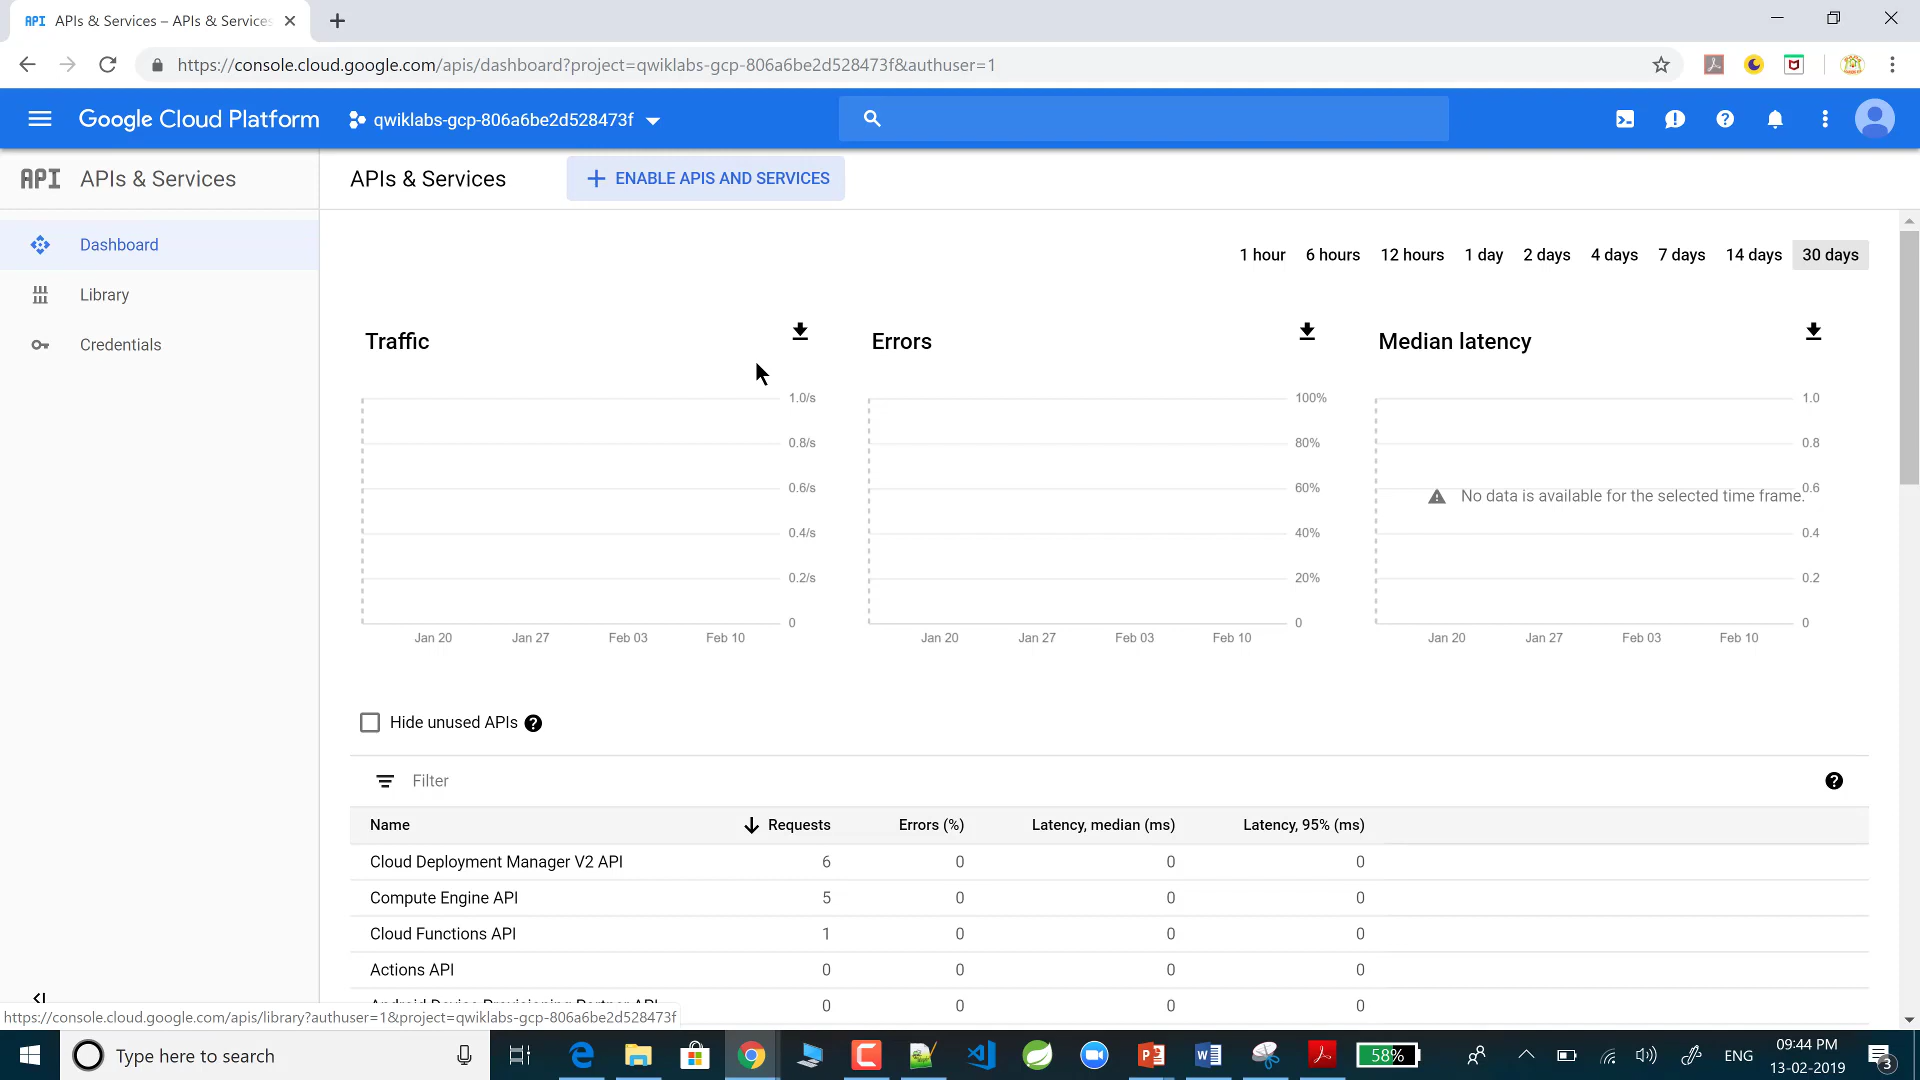 API APIs & Services – APIs & Services
https://console.cloud.google.com/apis/dashboard?project=qwiklabs-gcp-806a6be2d528473f&authuser=1
Google Cloud Platform qwiklabs-gcp-806a6be2d528473f
API APIs & Services
APIs & Services + ENABLE APIS AND SERVICES
Dashboard
Library
Credentials
1 hour 6 hours 12 hours 1 day 2 days 4 days 7 days 14 days 30 days
Traffic
1.0/s
0.8/s
0.6/s
0.4/s
0.2/s
0
Jan 20 Jan 27 Feb 03 Feb 10
Errors
100%
80%
60%
40%
20%
0
Jan 20 Jan 27 Feb 03 Feb 10
Median latency
1.0
0.8
No data is available for the selected time frame. 0.6
0.4
0.2
0
Jan 20 Jan 27 Feb 03 Feb 10
Hide unused APIs
Filter
Name Requests Errors (%) Latency, median (ms) Latency, 95% (ms)
Cloud Deployment Manager V2 API 6 0 0 0
Compute Engine API 5 0 0 0
Cloud Functions API 1 0 0 0
Actions API 0 0 0 0
Android Device Provisioning Partner API 0 0 0 0
https://console.cloud.google.com/apis/library?authuser=1&project=qwiklabs-gcp-806a6be2d528473f
Type here to search
58%
ENG
09:44 PM
13-02-2019
3